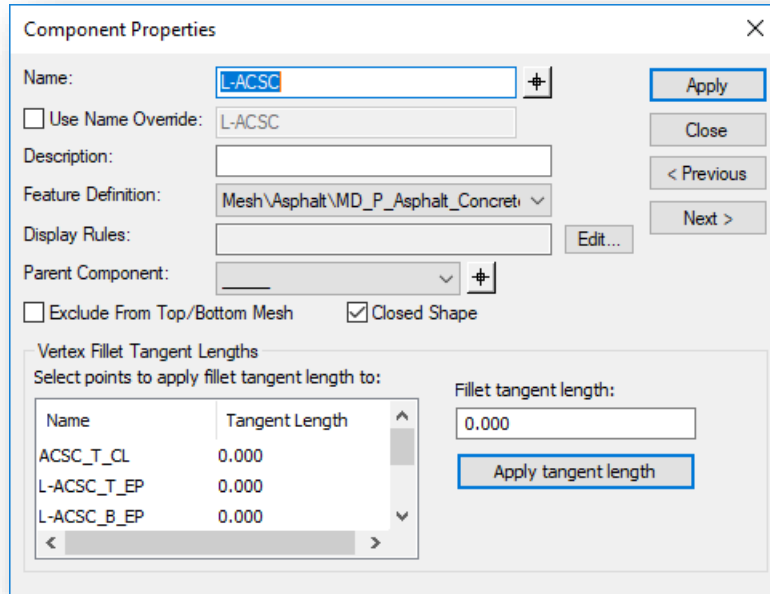 Component Properties
Name: L-ACSC Apply
Use Name Override: L-ACSC Close
Description: < Previous
Feature Definition: Mesh\Asphalt\MD_P_Asphalt_Concret Next >
Display Rules: Edit...
Parent Component: _____
Exclude From Top/Bottom Mesh Closed Shape
Vertex Fillet Tangent Lengths
Select points to apply fillet tangent length to: Fillet tangent length:
Name Tangent Length 0.000
ACSC_T_CL 0.000 Apply tangent length
L-ACSC_T_EP 0.000
L-ACSC_B_EP 0.000